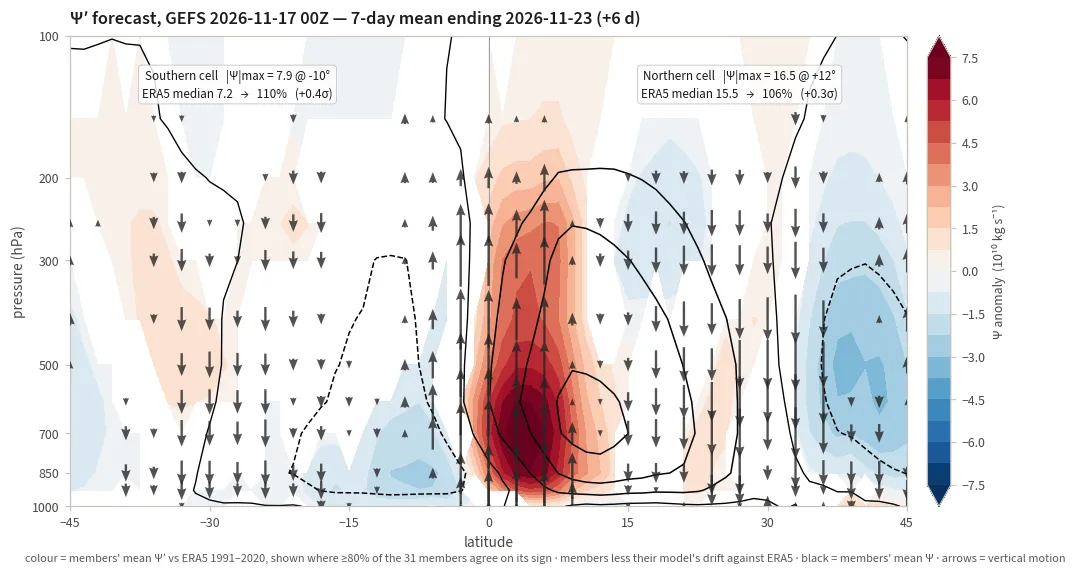 Ψ′ forecast, GEFS 2026-11-17 00Z — 7-day mean ending 2026-11-23 (+6 d)
Southern cell |Ψ|max = 7.9 @ -10°
ERA5 median 7.2 → 110% (+0.4σ)
Northern cell |Ψ|max = 16.5 @ +12°
ERA5 median 15.5 → 106% (+0.3σ)
pressure (hPa)
100
200
300
500
700
850
1000
−45
−30
−15
0
15
30
45
latitude
7.5
6.0
4.5
3.0
1.5
0.0
−1.5
−3.0
−4.5
−6.0
−7.5
Ψ anomaly (10¹⁰ kg s⁻¹)
colour = members' mean Ψ′ vs ERA5 1991–2020, shown where ≥80% of the 31 members agree on its sign · members less their model's drift against ERA5 · black = members' mean Ψ · arrows = vertical motion